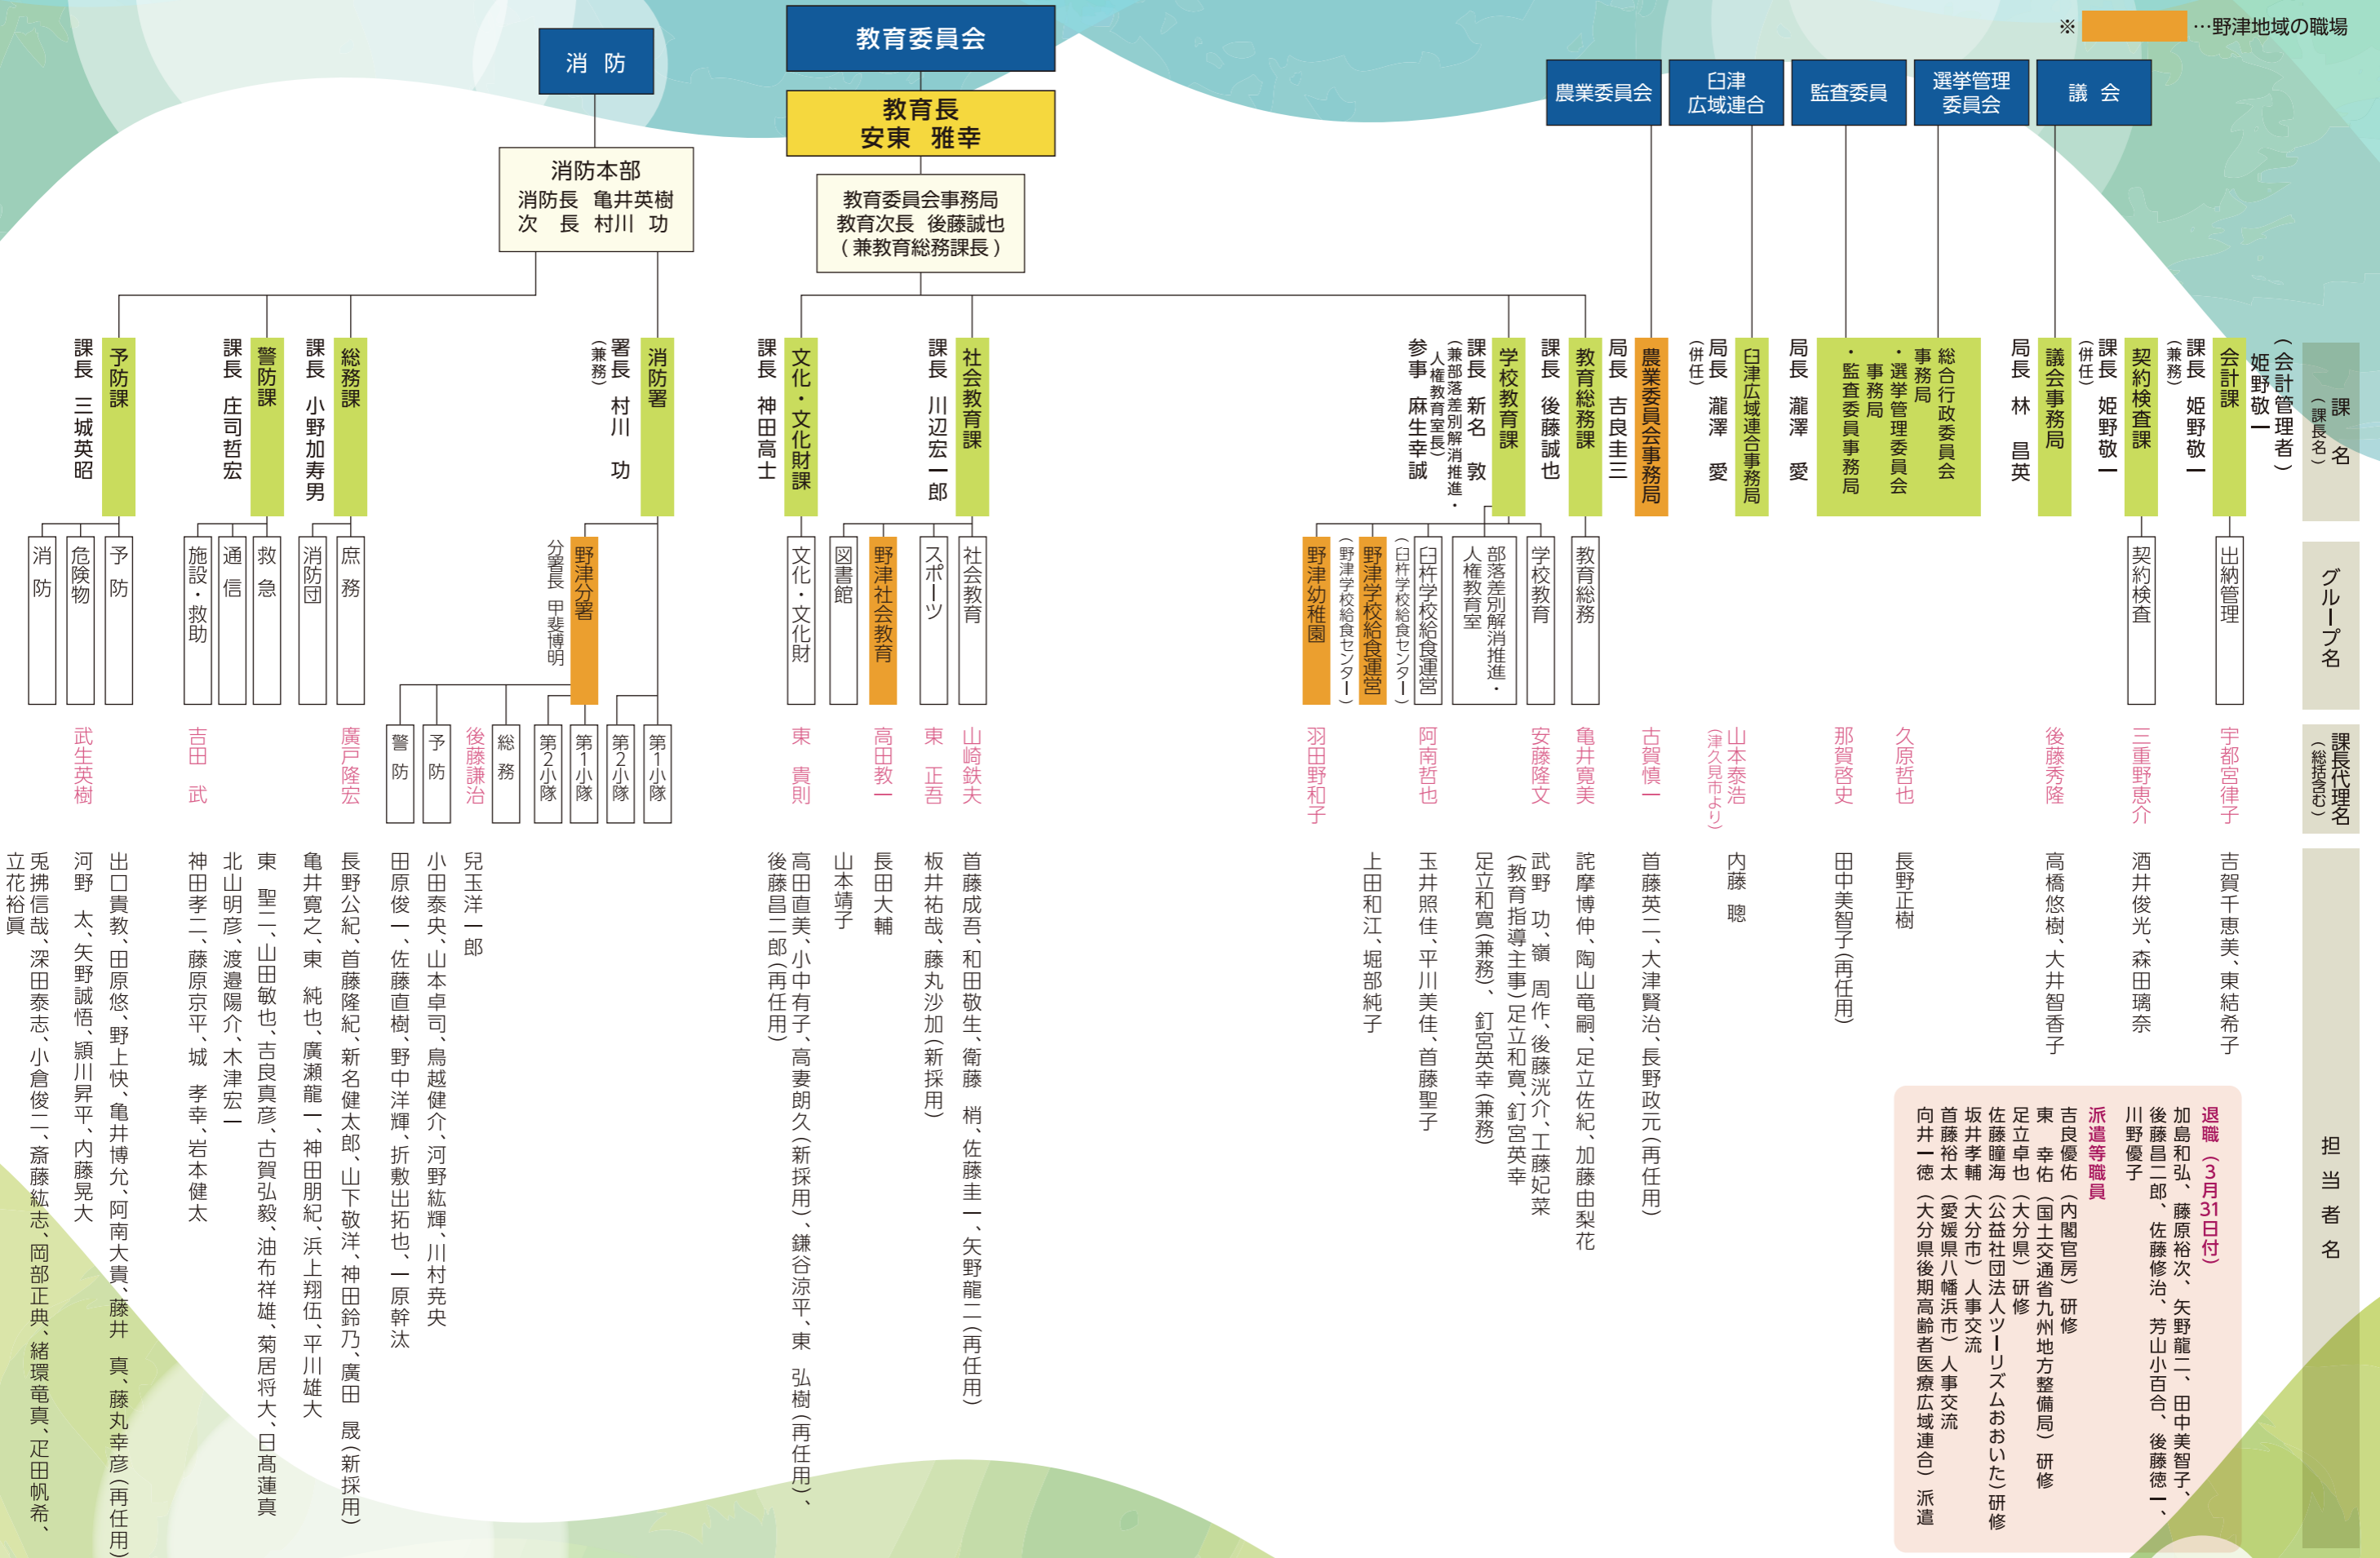 ※ …野津地域の職場
消 防
教育委員会
教育長
安東 雅幸
農業委員会
臼津
広域連合
監査委員
選挙管理
委員会
議 会
消防本部
消防長 亀井英樹
次 長 村川 功
教育委員会事務局
教育次長 後藤誠也
(兼教育総務課長)
課 名
(課長名)
グループ名
課長代理名
(総括含む)
担 当 者 名
(会計管理者)
姫野敬一
会計課
課長 姫野敬一
(兼務)
出納管理
宇都宮律子
吉賀千恵美、東結希子
契約検査課
課長 姫野敬一
(併任)
契約検査
三重野恵介
酒井俊光、森田璃奈
議会事務局
局長 林 昌英
後藤秀隆
高橋悠樹、大井智香子
総合行政委員会
事務局
・選挙管理委員会
事務局
・監査委員事務局
局長 瀧澤 愛
久原哲也
長野正樹
那賀啓史
田中美智子(再任用)
臼津広域連合事務局
局長 瀧澤 愛
(併任)
山本泰浩
(津久見市より)
内藤 聰
農業委員会事務局
局長 吉良圭三
古賀慎一
首藤英二、大津賢治、長野政元(再任用)
教育総務課
課長 後藤誠也
教育総務
亀井寛美
詫摩博伸、陶山竜嗣、足立佐紀、加藤由梨花
学校教育課
課長 新名 敦
(兼部落差別解消推進・
人権教育室長)
参事 麻生幸誠
学校教育
安藤隆文
武野 功、嶺 周作、後藤洸介、工藤妃菜
(教育指導主事)足立和寛、釘宮英幸
部落差別解消推進・
人権教育室
足立和寛(兼務)、釘宮英幸(兼務)
臼杵学校給食運営
(臼杵学校給食センター)
阿南哲也
玉井照佳、平川美佳、首藤聖子
野津学校給食運営
(野津学校給食センター)
上田和江、堀部純子
野津幼稚園
羽田野和子
社会教育課
課長 川辺宏一郎
社会教育
山崎鉄夫
首藤成吾、和田敬生、衛藤 梢、佐藤圭一、矢野龍二(再任用)
スポーツ
東 正吾
板井祐哉、藤丸沙加(新採用)
野津社会教育
高田教一
長田大輔
図書館
山本靖子
文化・文化財課
課長 神田高士
文化・文化財
東 貴則
高田直美、小中有子、高妻朗久(新採用)、鎌谷涼平、東 弘樹(再任用)、
後藤昌二郎(再任用)
消防署
署長 村川 功
(兼務)
第1小隊
第2小隊
野津分署
分署長 甲斐博明
第1小隊
第2小隊
総 務
後藤謙治
兒玉洋一郎
予 防
小田泰央、山本卓司、鳥越健介、河野紘輝、川村尭央
警 防
田原俊一、佐藤直樹、野中洋輝、折敷出拓也、一原幹汰
総務課
課長 小野加寿男
庶 務
廣戸隆宏
長野公紀、首藤隆紀、新名健太郎、山下敬洋、神田鈴乃、廣田 晟(新採用)
消防団
亀井寛之、東 純也、廣瀬龍一、神田朋紀、浜上翔伍、平川雄大
警防課
課長 庄司哲宏
救 急
東 聖二、山田敏也、吉良真彦、古賀弘毅、油布祥雄、菊居将大、日髙蓮真
通 信
北山明彦、渡邉陽介、木津宏一
施設・救助
吉田 武
神田孝二、藤原京平、城 孝幸、岩本健太
予防課
課長 三城英昭
予 防
出口貴教、田原悠、野上快、亀井博允、阿南大貴、藤井 真、藤丸幸彦(再任用)
危険物
武生英樹
河野 太、矢野誠悟、頴川昇平、内藤晃大
消 防
兎拂信哉、深田泰志、小倉俊二、斎藤紘志、岡部正典、緒環竜真、疋田帆希、
立花裕眞
退職(3月31日付)
加島和弘、藤原裕次、矢野龍二、田中美智子、
後藤昌二郎、佐藤修治、芳山小百合、後藤徳一、
川野優子
派遣等職員
吉良優佑(内閣官房)研修
東 幸佑(国土交通省九州地方整備局)研修
足立卓也(大分県)研修
佐藤瞳海(公益社団法人ツーリズムおおいた)研修
坂井孝輔(大分市)人事交流
首藤裕太(愛媛県八幡浜市)人事交流
向井一徳(大分県後期高齢者医療広域連合)派遣